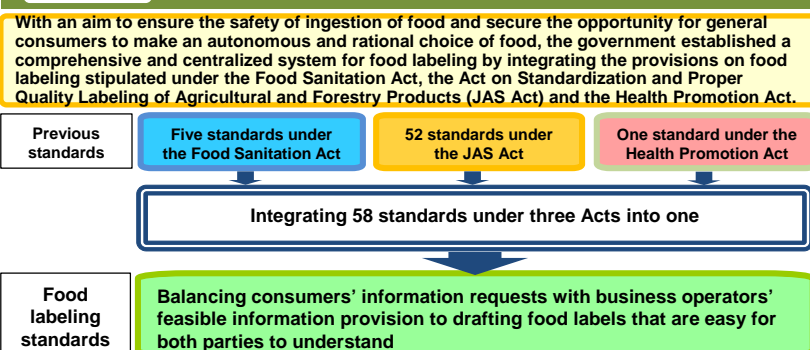 With an aim to ensure the safety of ingestion of food and secure the opportunity for general
consumers to make an autonomous and rational choice of food, the government established a
comprehensive and centralized system for food labeling by integrating the provisions on food
labeling stipulated under the Food Sanitation Act, the Act on Standardization and Proper
Quality Labeling of Agricultural and Forestry Products (JAS Act) and the Health Promotion Act.
Previous
standards
Five standards under
the Food Sanitation Act
52 standards under
the JAS Act
One standard under the
Health Promotion Act
Integrating 58 standards under three Acts into one
Food
labeling
standards
Balancing consumers' information requests with business operators'
feasible information provision to drafting food labels that are easy for
both parties to understand